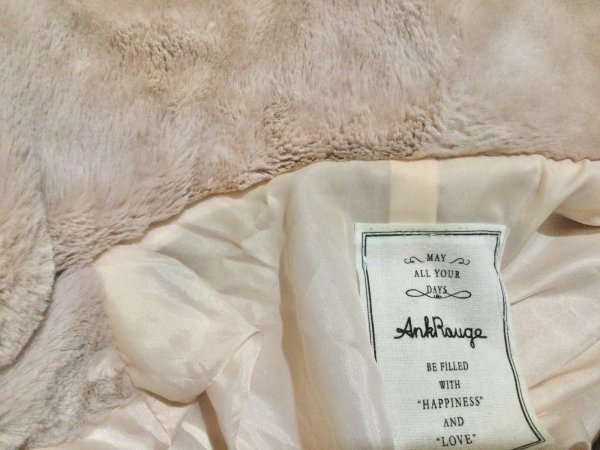 MAY
ALL YOUR
DAYS
AnkRouge
BE FILLED
WITH
"HAPPINESS"
AND
"LOVE"